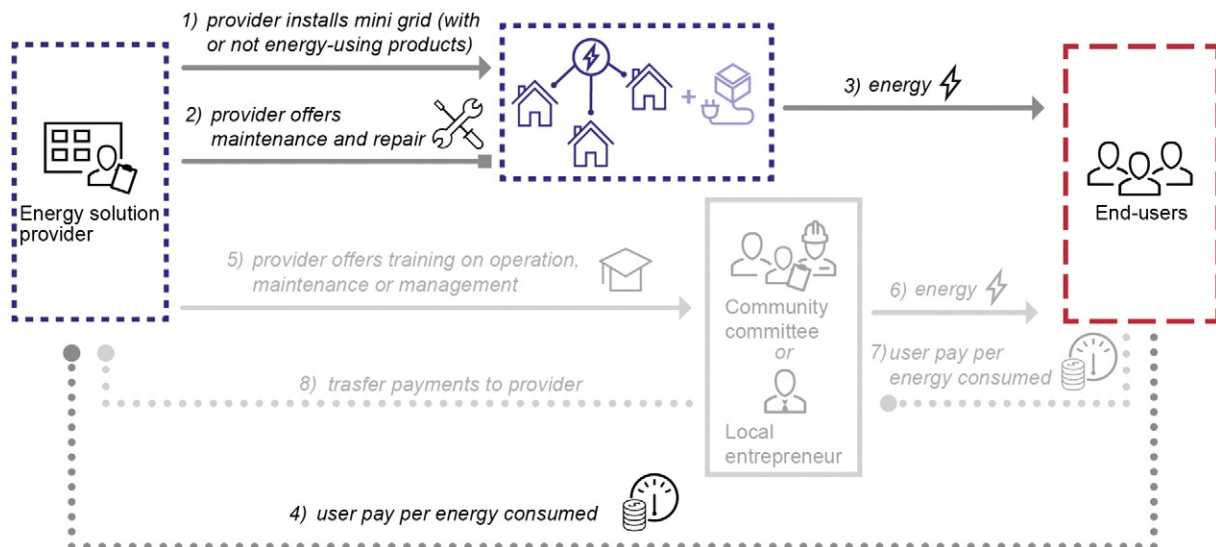 1) provider installs mini grid (with
or not energy-using products)
2) provider offers
maintenance and repair
3) energy
Energy solution
provider
End-users
5) provider offers training on operation,
maintenance or management
Community
committee
or
Local
entrepreneur
6) energy
7) user pay per
energy consumed
8) trasfer payments to provider
4) user pay per energy consumed